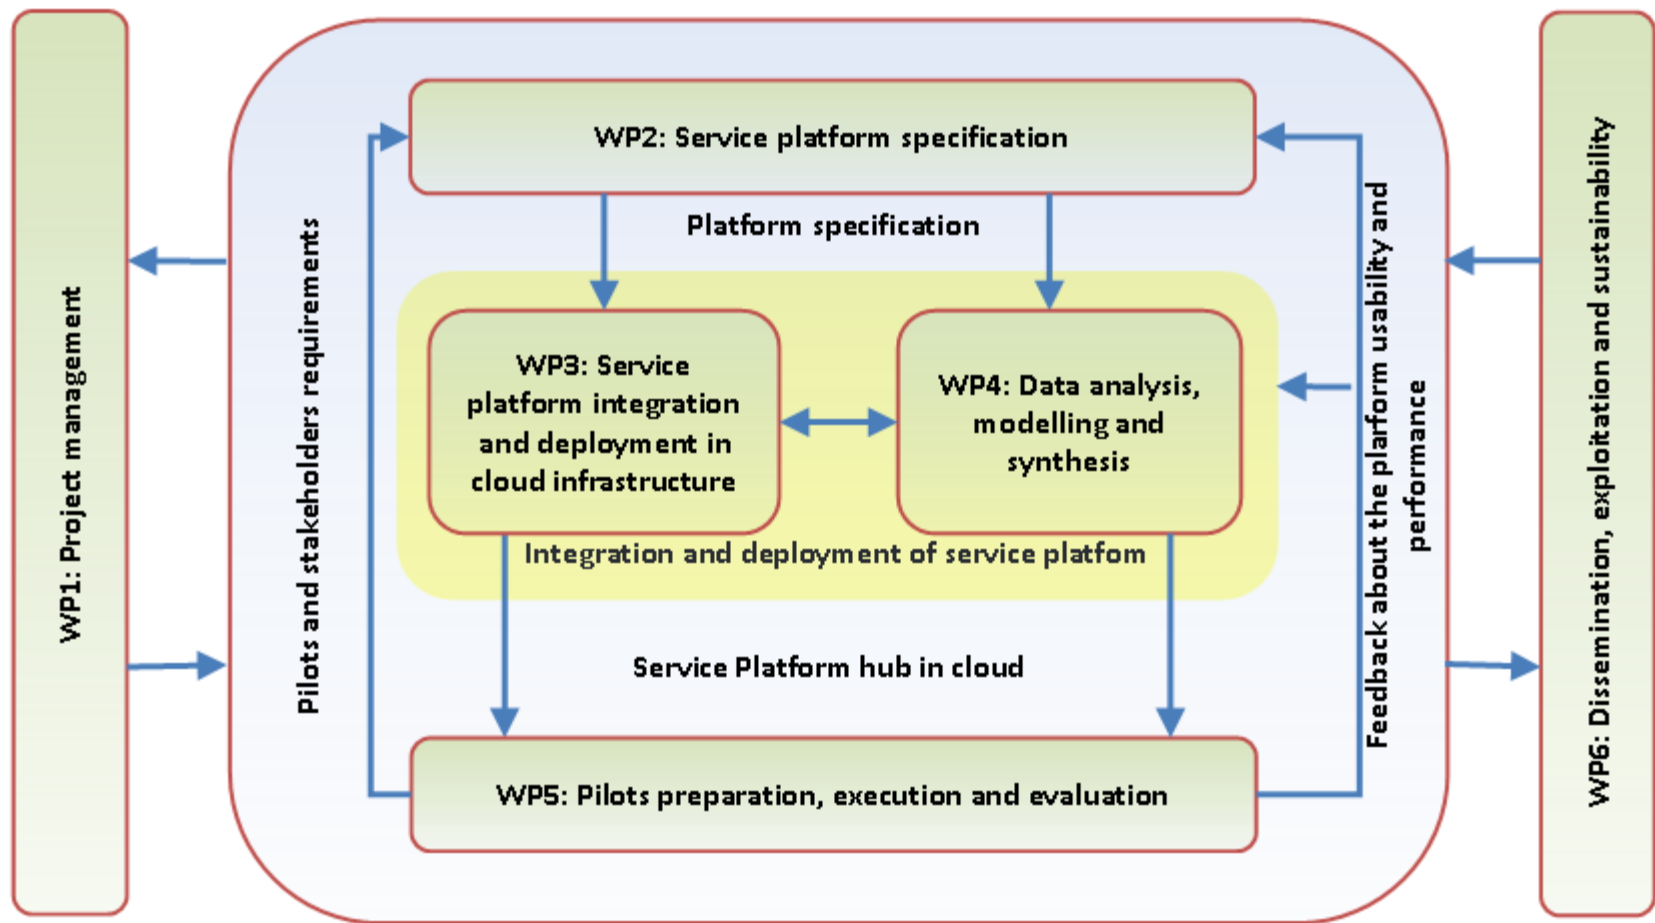 WP1: Project management
Pilots and stakeholders requirements
WP2: Service platform specification
Platform specification
WP3: Service
platform integration
and deployment in
cloud infrastructure
WP4: Data analysis,
modelling and
synthesis
Integration and deployment of service platfom
Service Platform hub in cloud
WP5: Pilots preparation, execution and evaluation
Feedback about the plarform usability and
performance
WP6: Dissemination, exploitation and sustainability